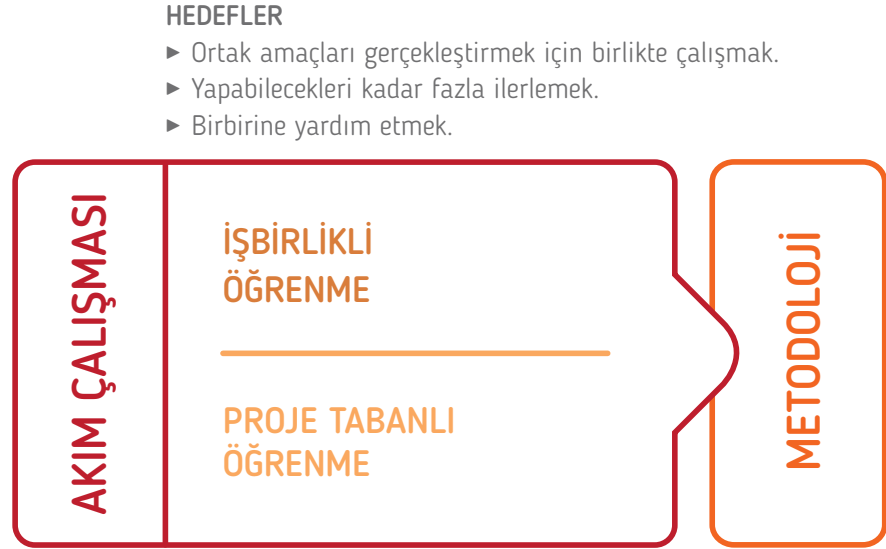 HEDEFLER
► Ortak amaçları gerçekleştirmek için birlikte çalışmak.
► Yapabilecekleri kadar fazla ilerlemek.
► Birbirine yardım etmek.
AKIM ÇALIŞMASI
İŞBİRLİKLİ
ÖĞRENME
PROJE TABANLI
ÖĞRENME
METODOLOJİ